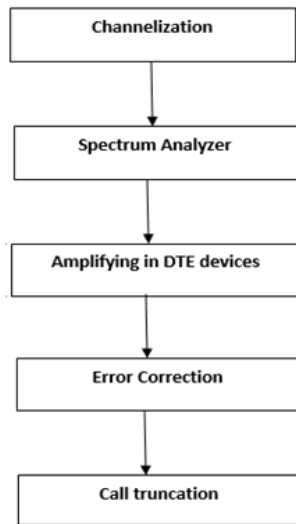 Channelization
Spectrum Analyzer
Amplifying in DTE devices
Error Correction
Call truncation